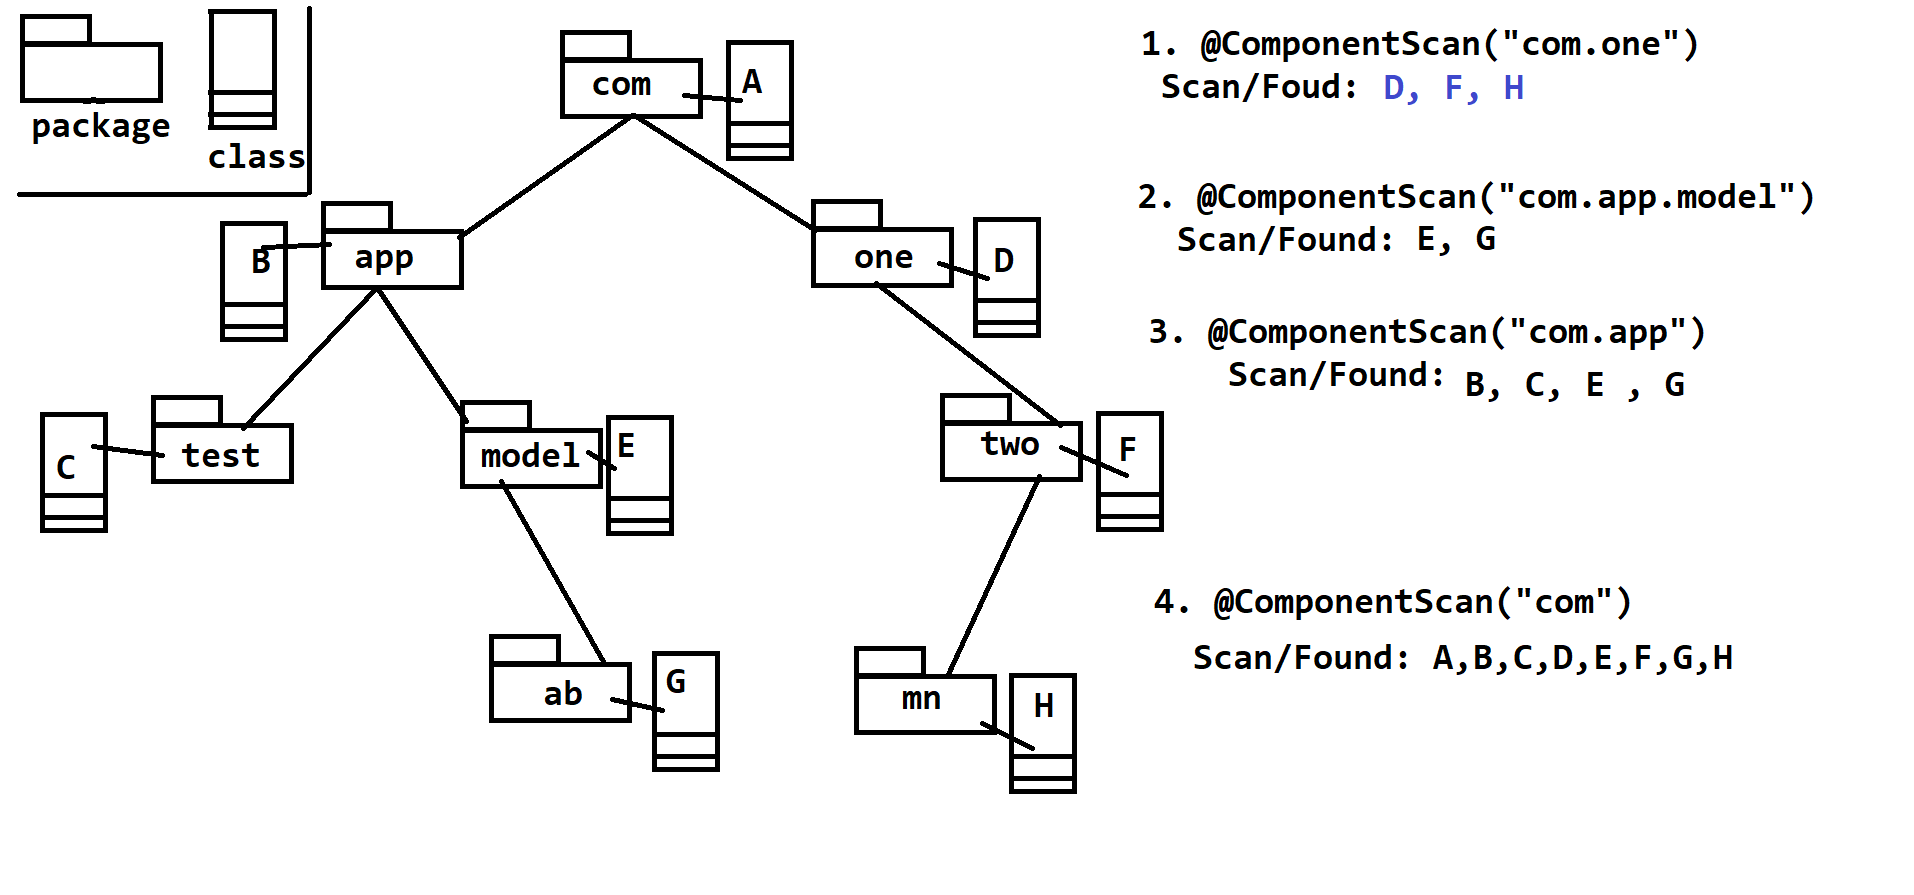 package
class
com
A
B
app
one
D
C
test
model
E
two
F
ab
G
mn
H
1. @ComponentScan("com.one")
Scan/Foud: D, F, H
2. @ComponentScan("com.app.model")
Scan/Found: E, G
3. @ComponentScan("com.app")
Scan/Found: B, C, E , G
4. @ComponentScan("com")
Scan/Found: A,B,C,D,E,F,G,H